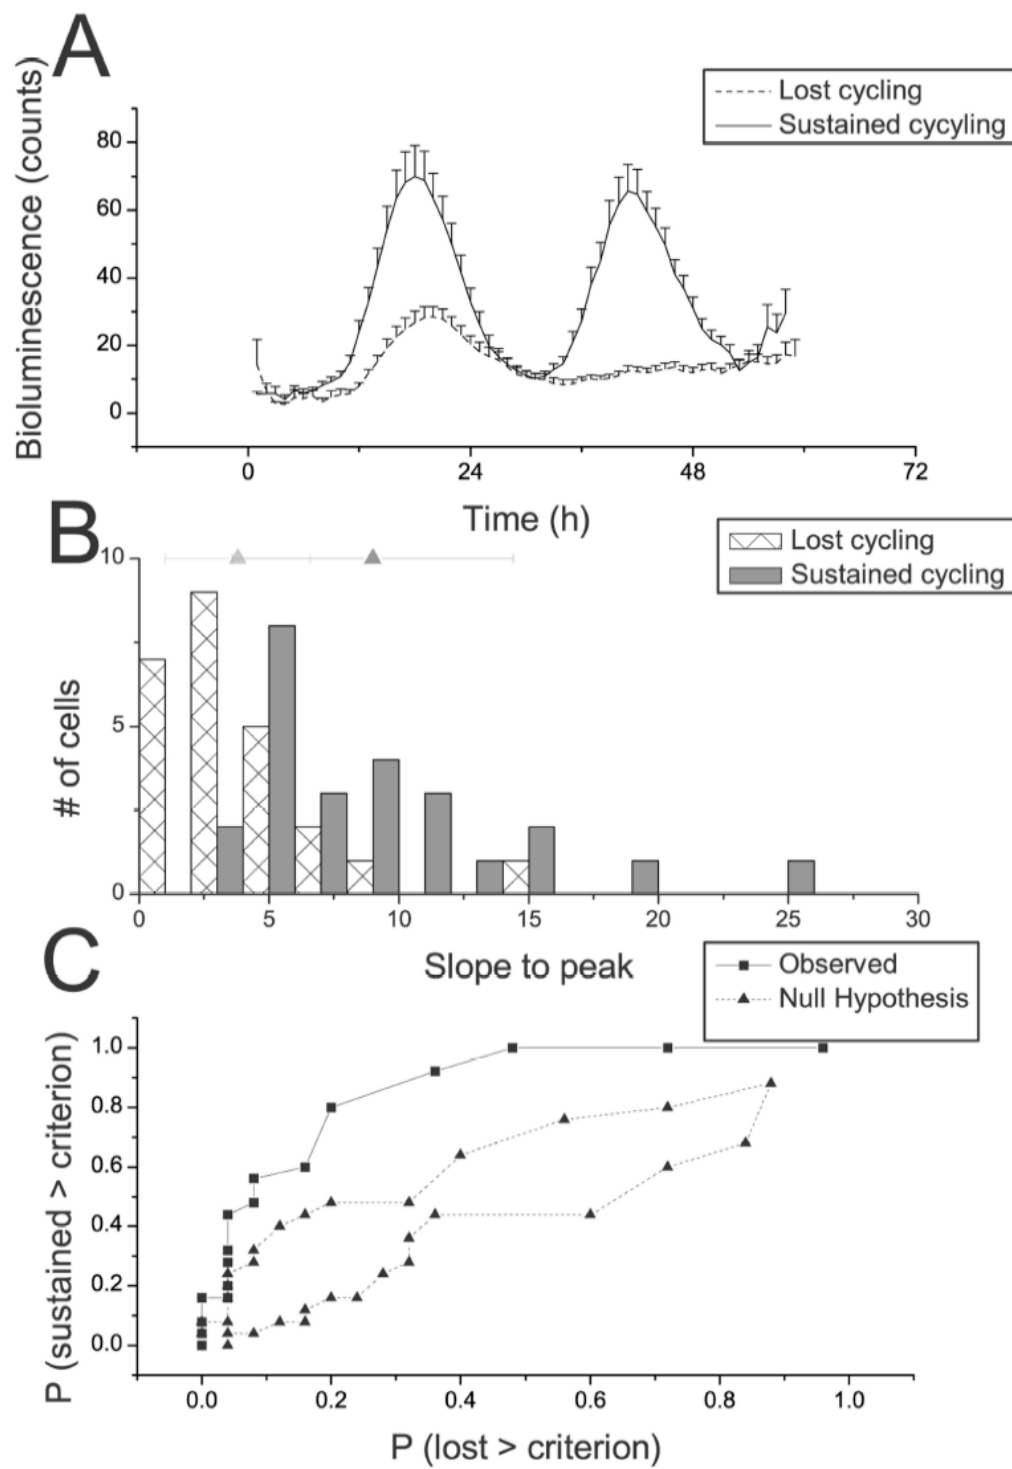 A
Lost cycling
Sustained cycyling
Bioluminescence (counts)
80
60
40
20
0
0 24 48 72
Time (h)
B
Lost cycling
Sustained cycling
# of cells
10
5
0
0 5 10 15 20 25 30
Slope to peak
C
Observed
Null Hypothesis
P (sustained > criterion)
1.0
0.8
0.6
0.4
0.2
0.0
0.0 0.2 0.4 0.6 0.8 1.0
P (lost > criterion)